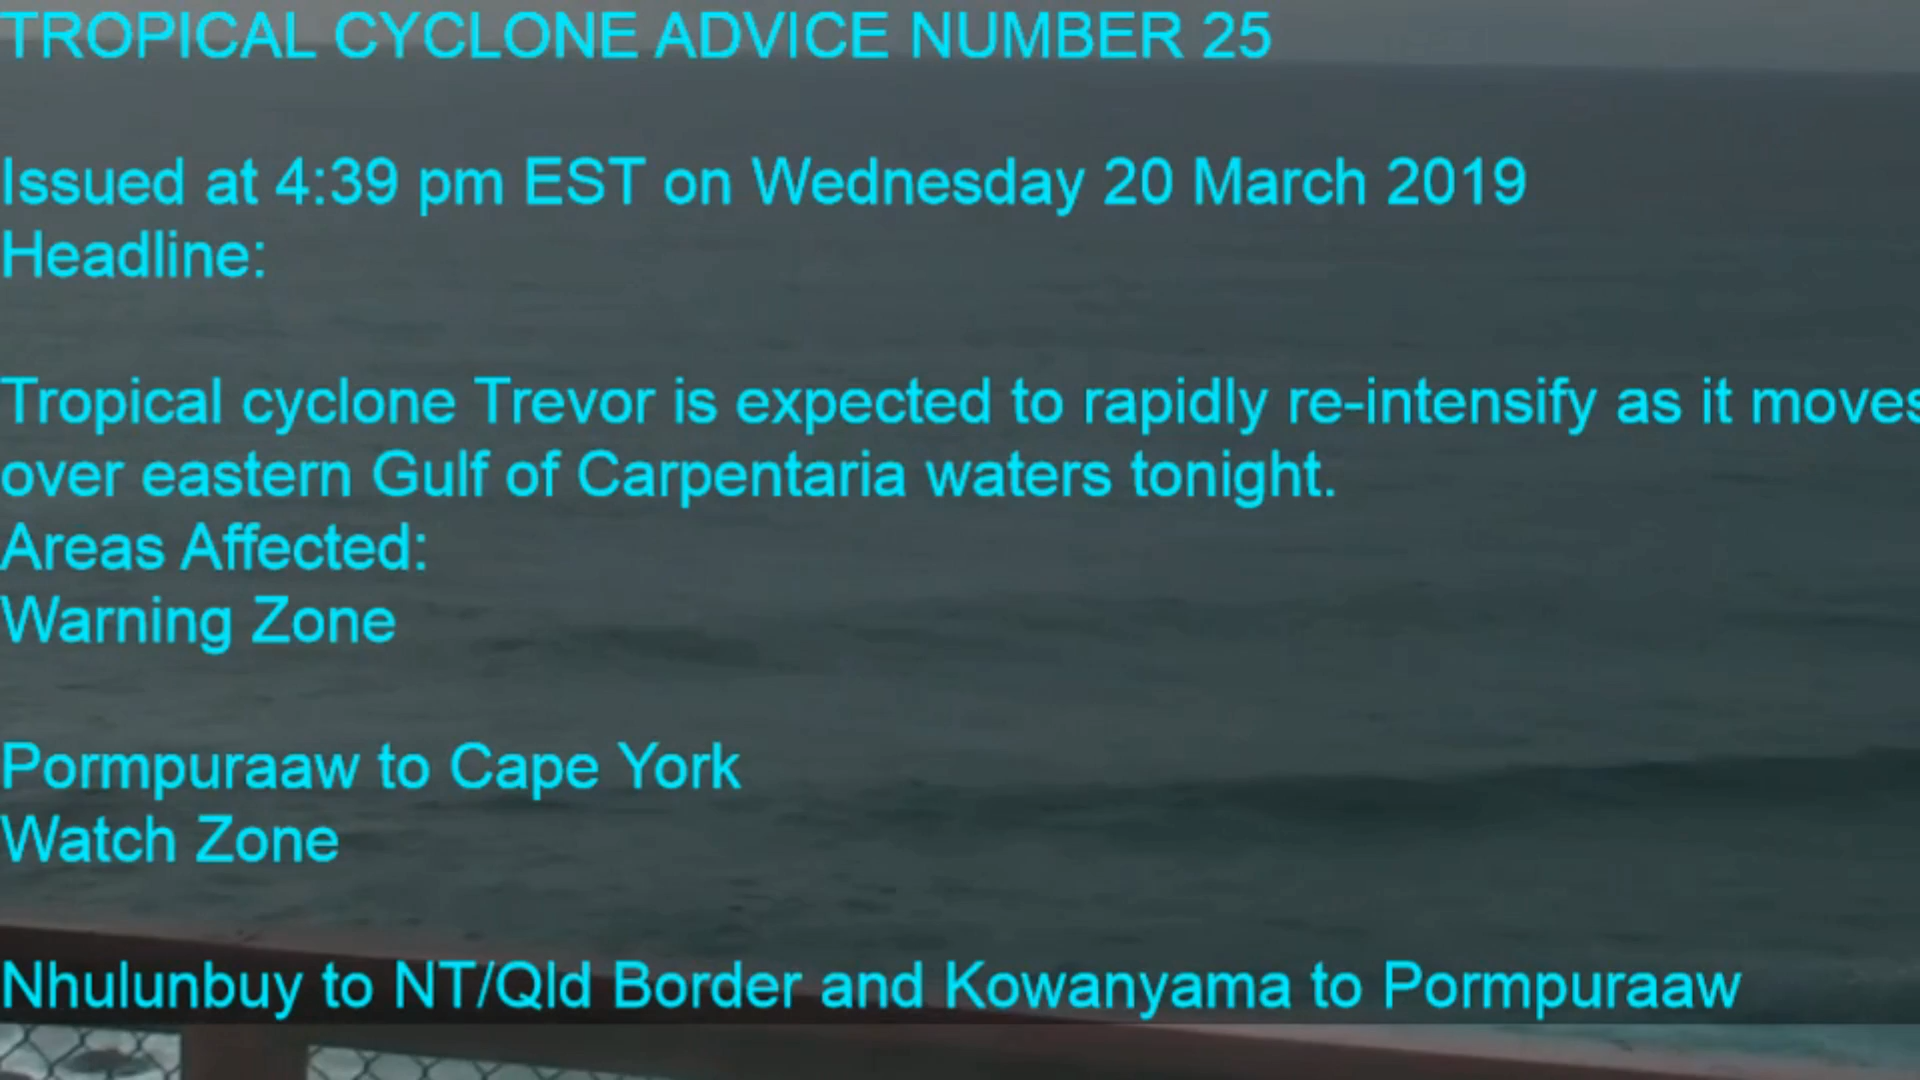 TROPICAL CYCLONE ADVICE NUMBER 25
Issued at 4:39 pm EST on Wednesday 20 March 2019
Headline:
Tropical cyclone Trevor is expected to rapidly re-intensify as it moves
over eastern Gulf of Carpentaria waters tonight.
Areas Affected:
Warning Zone
Pormpuraaw to Cape York
Watch Zone
Nhulunbuy to NT/Qld Border and Kowanyama to Pormpuraaw